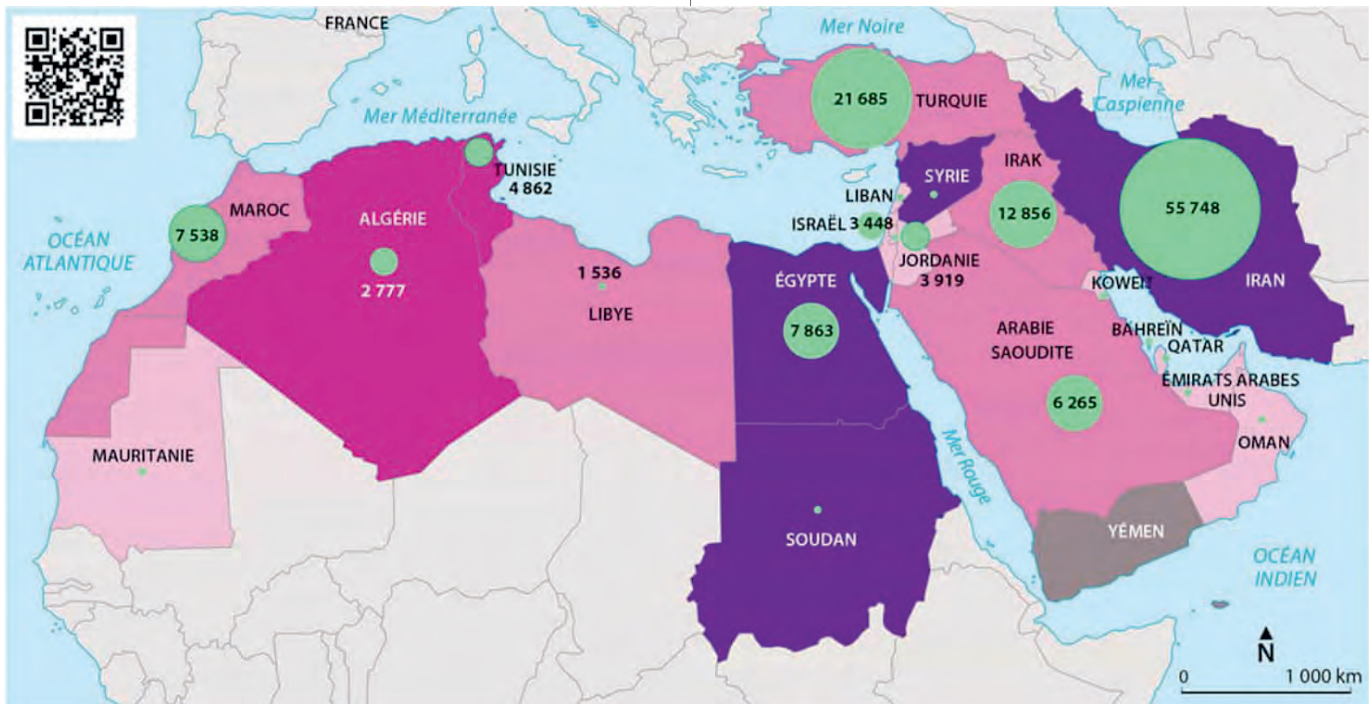 FRANCE
Mer Noire
Mer
Caspienne
Mer Méditerranée
21 685
TURQUIE
TUNISIE
4 862
IRAK
SYRIE
LIBAN
12 856
55 748
MAROC
ALGÉRIE
7 538
ISRAËL 3 448
OCÉAN
ATLANTIQUE
JORDANIE
3 919
1 536
2 777
ÉGYPTE
KOWEÏT
IRAN
LIBYE
7 863
ARABIE
SAOUDITE
BAHREÏN
QATAR
ÉMIRATS ARABES
UNIS
6 265
OMAN
MAURITANIE
Mer Rouge
SOUDAN
YÉMEN
OCÉAN
INDIEN
N
0 1 000 km